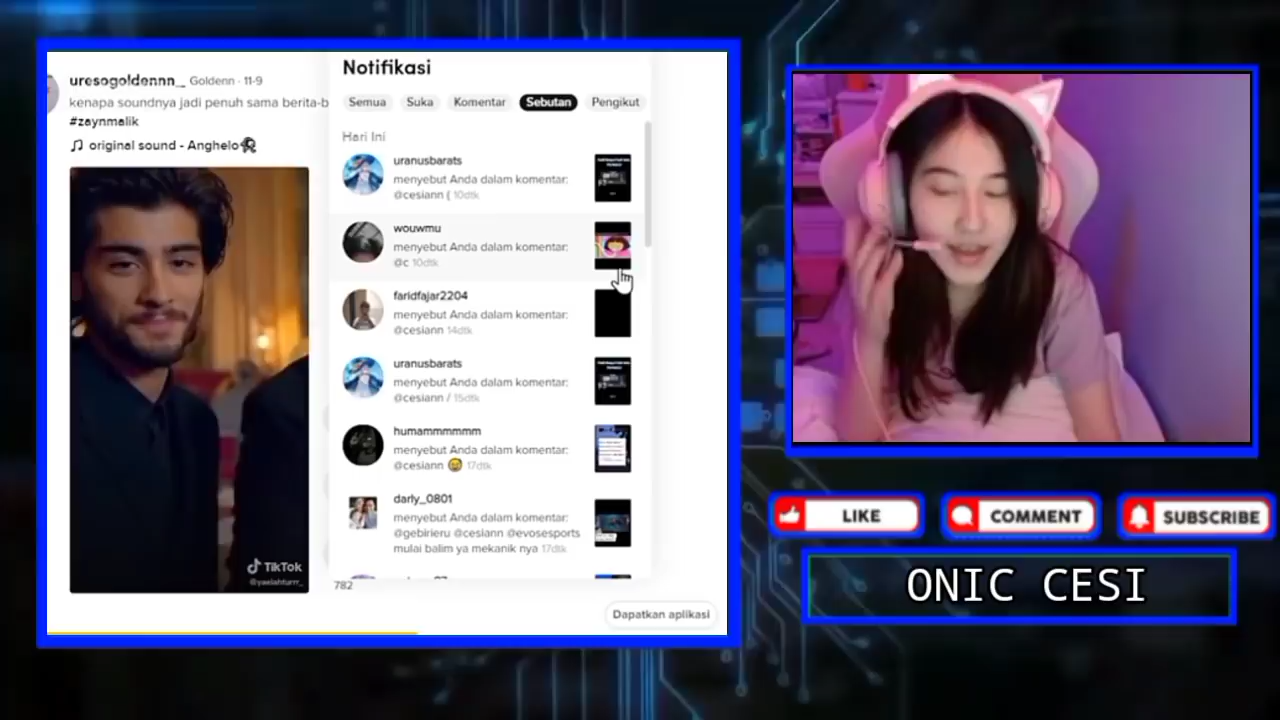 uresogoldennn_ Goldenn · 11-9
kenapa soundnya jadi penuh sama berita-b
#zaynmalik
original sound - Anghelo
TikTok
@yaelahturrr_
Notifikasi
Semua
Suka
Komentar
Sebutan
Pengikut
Hari Ini
uranusbarats
menyebut Anda dalam komentar:
@cesiann ( 10dtk
wouwmu
menyebut Anda dalam komentar:
@c 10dtk
faridfajar2204
menyebut Anda dalam komentar:
@cesiann 14dtk
uranusbarats
menyebut Anda dalam komentar:
@cesiann / 15dtk
humammmmmm
menyebut Anda dalam komentar:
@cesiann 😭 17dtk
darly_0801
menyebut Anda dalam komentar:
@gebirieru @cesiann @evosesports
mulai balim ya mekanik nya 17dtk
782
Dapatkan aplikasi
LIKE
COMMENT
SUBSCRIBE
ONIC CESI